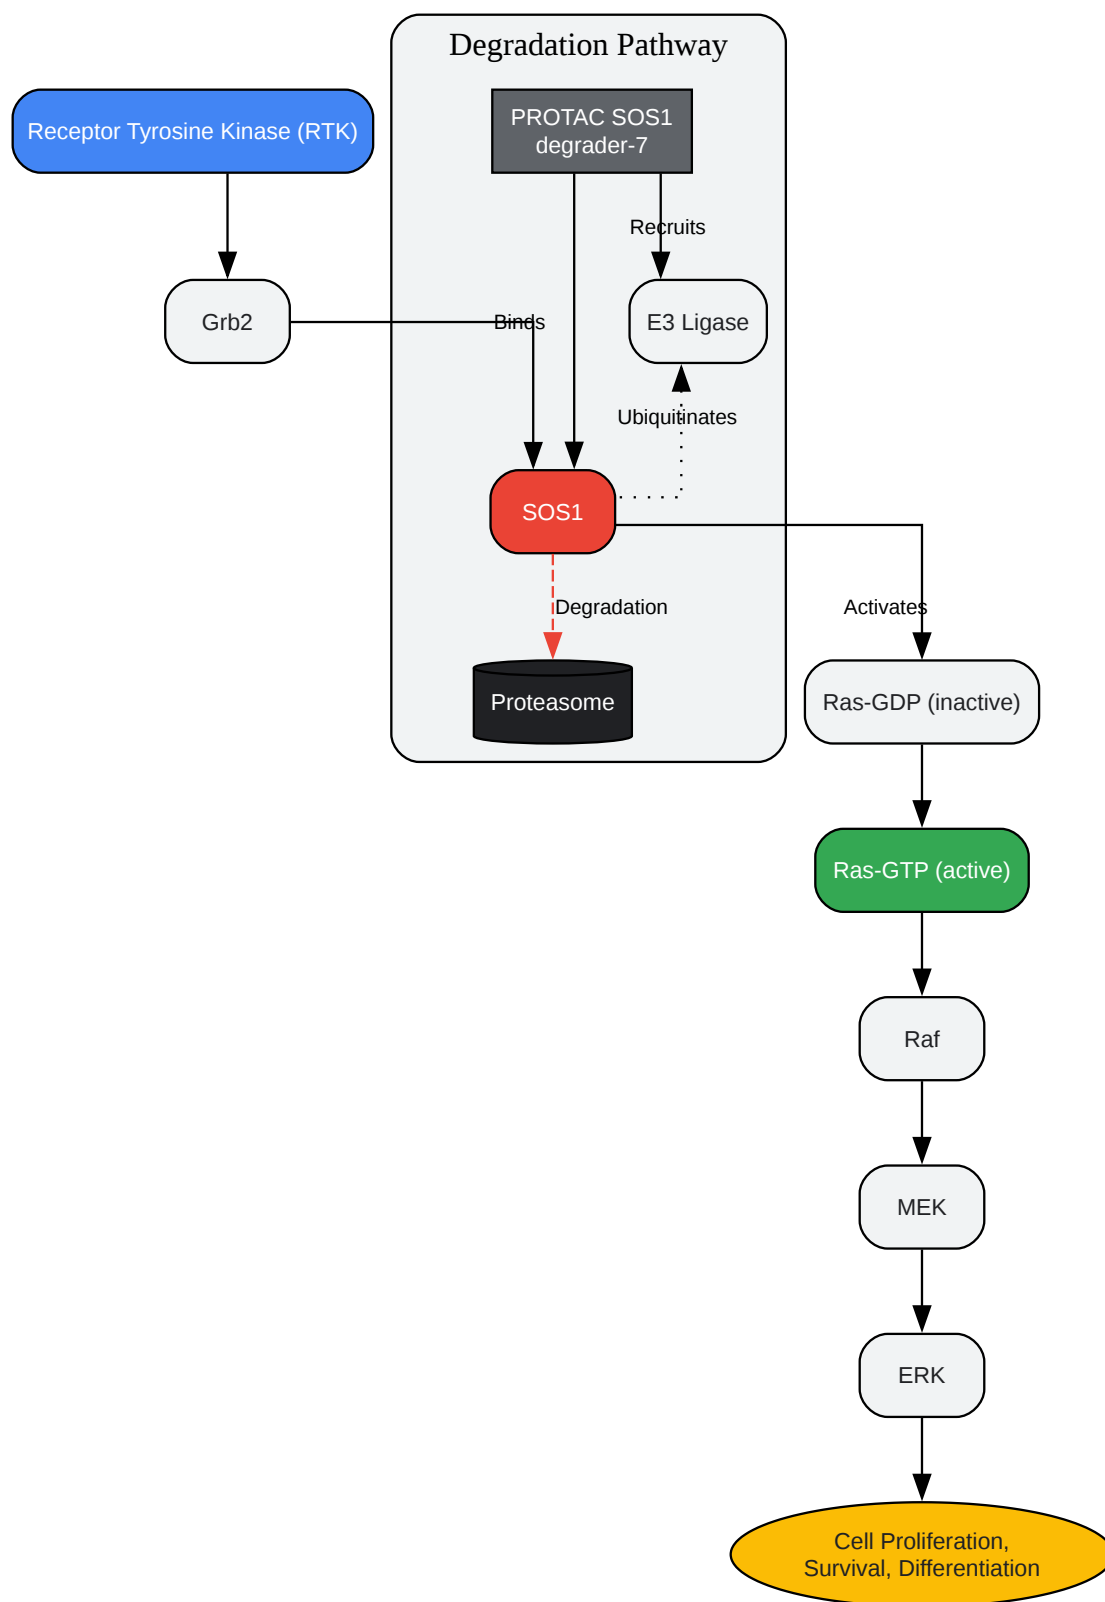 Degradation Pathway
Receptor Tyrosine Kinase (RTK)
PROTAC SOS1
degrader-7
Recruits
Grb2
Binds
E3 Ligase
Ubiquitinates
SOS1
Degradation
Activates
Proteasome
Ras-GDP (inactive)
Ras-GTP (active)
Raf
MEK
ERK
Cell Proliferation,
Survival, Differentiation